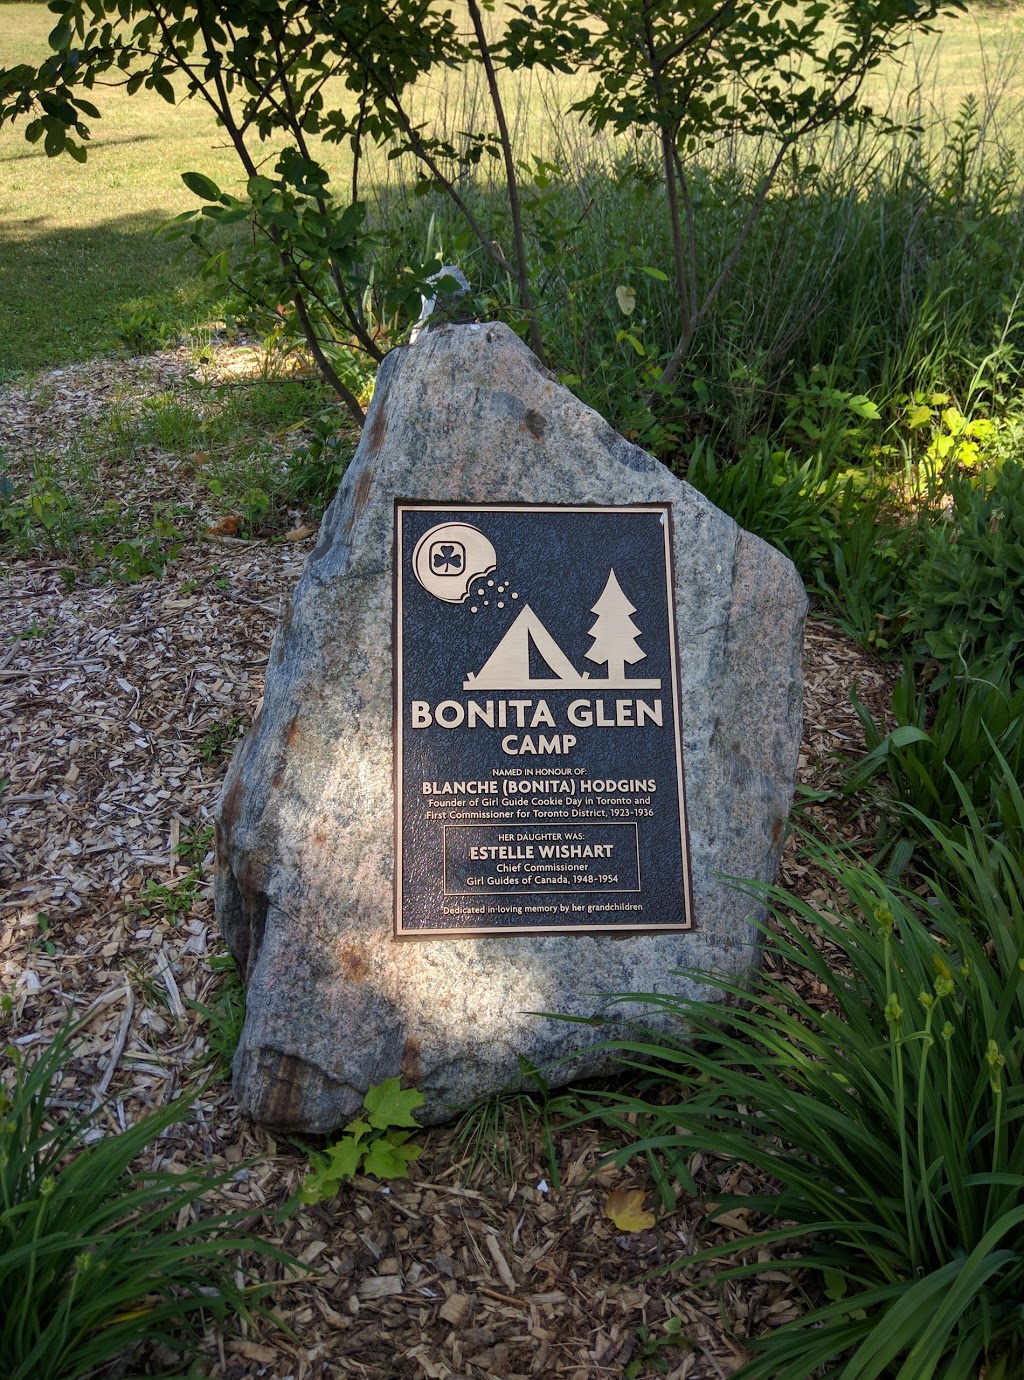 BONITA GLEN
CAMP
NAMED IN HONOUR OF:
BLANCHE (BONITA) HODGINS
Founder of Girl Guide Cookie Day in Toronto and
First Commissioner for Toronto District, 1923-1936
HER DAUGHTER WAS:
ESTELLE WISHART
Chief Commissioner
Girl Guides of Canada, 1948-1954
Dedicated in loving memory by her grandchildren